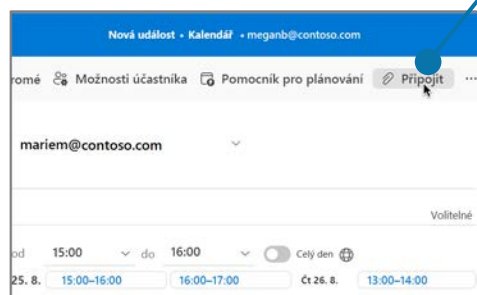 Nová událost • Kalendář • meganb@contoso.com
romé Možnosti účastníka Pomocník pro plánování Připojit ...
mariem@contoso.com
Volitelné
od 15:00 do 16:00 Celý den
25. 8. 15:00–16:00 16:00–17:00 Čt 26. 8. 13:00–14:00